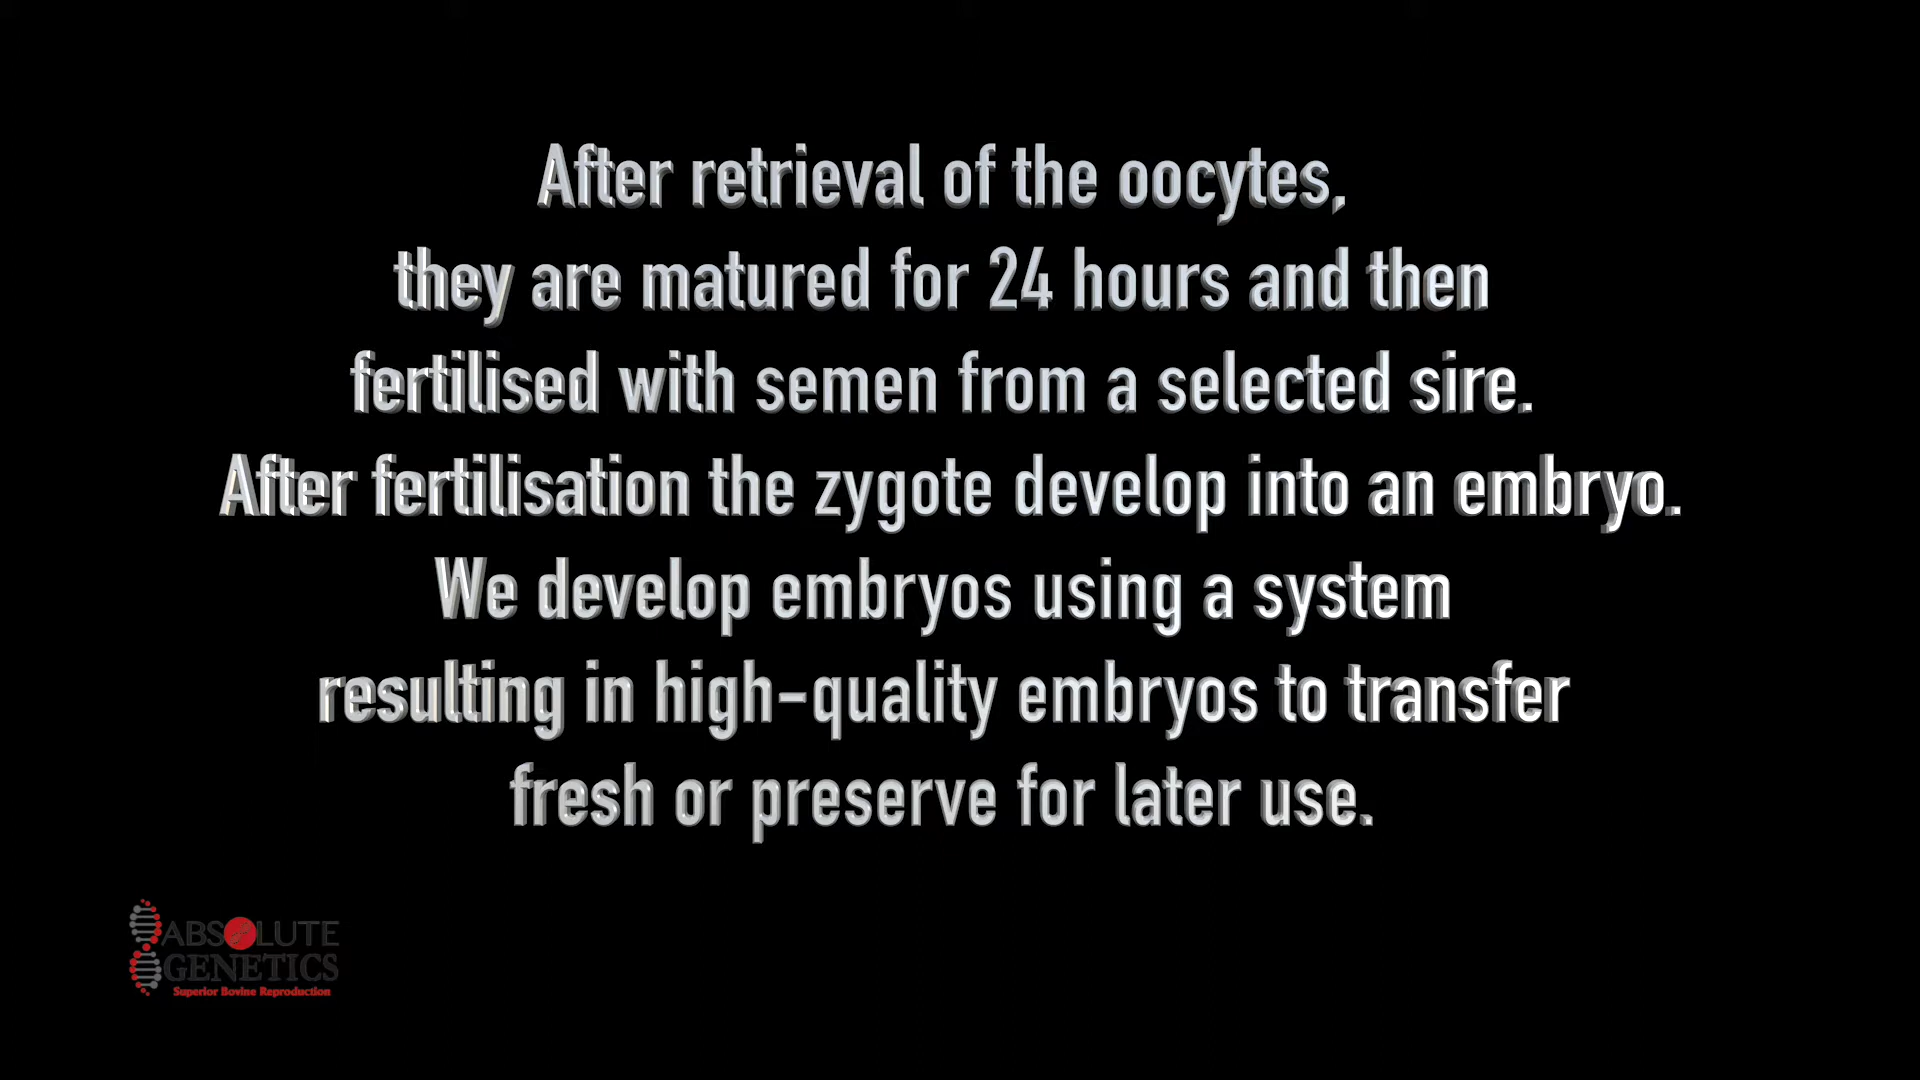 After retrieval of the oocytes,
they are matured for 24 hours and then
fertilised with semen from a selected sire.
After fertilisation the zygote develop into an embryo.
We develop embryos using a system
resulting in high-quality embryos to transfer
fresh or preserve for later use.
ABSOLUTE
GENETICS
Superior Bovine Reproduction